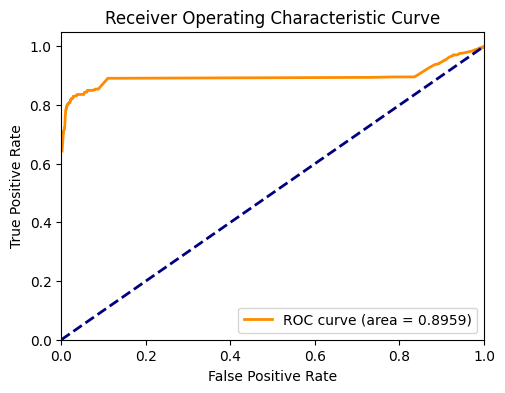 Receiver Operating Characteristic Curve
1.0
0.8
0.6
0.4
0.2
0.0
True Positive Rate
ROC curve (area = 0.8959)
0.0 0.2 0.4 0.6 0.8 1.0
False Positive Rate